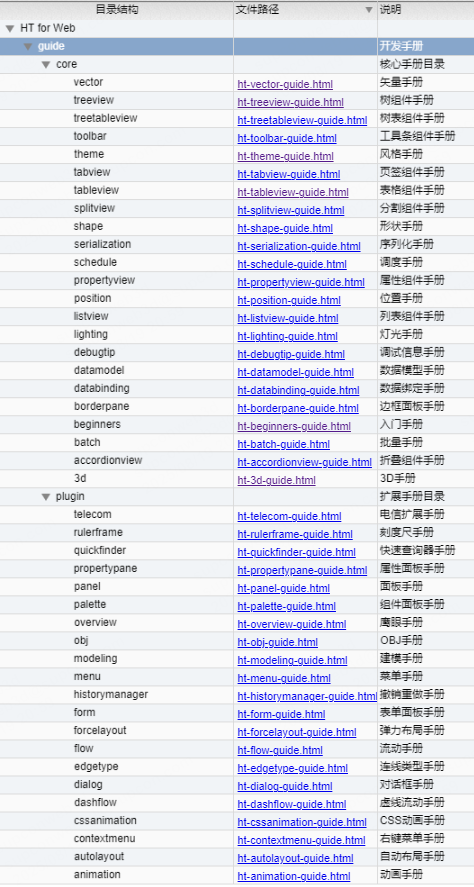 目录结构 文件路径 说明
HT for Web
guide 开发手册
core 核心手册目录
vector ht-vector-guide.html 矢量手册
treeview ht-treeview-guide.html 树组件手册
treetableview ht-treetableview-guide.html 树表组件手册
toolbar ht-toolbar-guide.html 工具条组件手册
theme ht-theme-guide.html 风格手册
tabview ht-tabview-guide.html 页签组件手册
tableview ht-tableview-guide.html 表格组件手册
splitview ht-splitview-guide.html 分割组件手册
shape ht-shape-guide.html 形状手册
serialization ht-serialization-guide.html 序列化手册
schedule ht-schedule-guide.html 调度手册
propertyview ht-propertyview-guide.html 属性组件手册
position ht-position-guide.html 位置手册
listview ht-listview-guide.html 列表组件手册
lighting ht-lighting-guide.html 灯光手册
debugtip ht-debugtip-guide.html 调试信息手册
datamodel ht-datamodel-guide.html 数据模型手册
databinding ht-databinding-guide.html 数据绑定手册
borderpane ht-borderpane-guide.html 边框面板手册
beginners ht-beginners-guide.html 入门手册
batch ht-batch-guide.html 批量手册
accordionview ht-accordionview-guide.html 折叠组件手册
3d ht-3d-guide.html 3D手册
plugin 扩展手册目录
telecom ht-telecom-guide.html 电信扩展手册
rulerframe ht-rulerframe-guide.html 刻度尺手册
quickfinder ht-quickfinder-guide.html 快速查询器手册
propertypane ht-propertypane-guide.html 属性面板手册
panel ht-panel-guide.html 面板手册
palette ht-palette-guide.html 组件面板手册
overview ht-overview-guide.html 鹰眼手册
obj ht-obj-guide.html OBJ手册
modeling ht-modeling-guide.html 建模手册
menu ht-menu-guide.html 菜单手册
historymanager ht-historymanager-guide.html 撤销重做手册
form ht-form-guide.html 表单面板手册
forcelayout ht-forcelayout-guide.html 弹力布局手册
flow ht-flow-guide.html 流动手册
edgetype ht-edgetype-guide.html 连线类型手册
dialog ht-dialog-guide.html 对话框手册
dashflow ht-dashflow-guide.html 虚线流动手册
cssanimation ht-cssanimation-guide.html CSS动画手册
contextmenu ht-contextmenu-guide.html 右键菜单手册
autolayout ht-autolayout-guide.html 自动布局手册
animation ht-animation-guide.html 动画手册